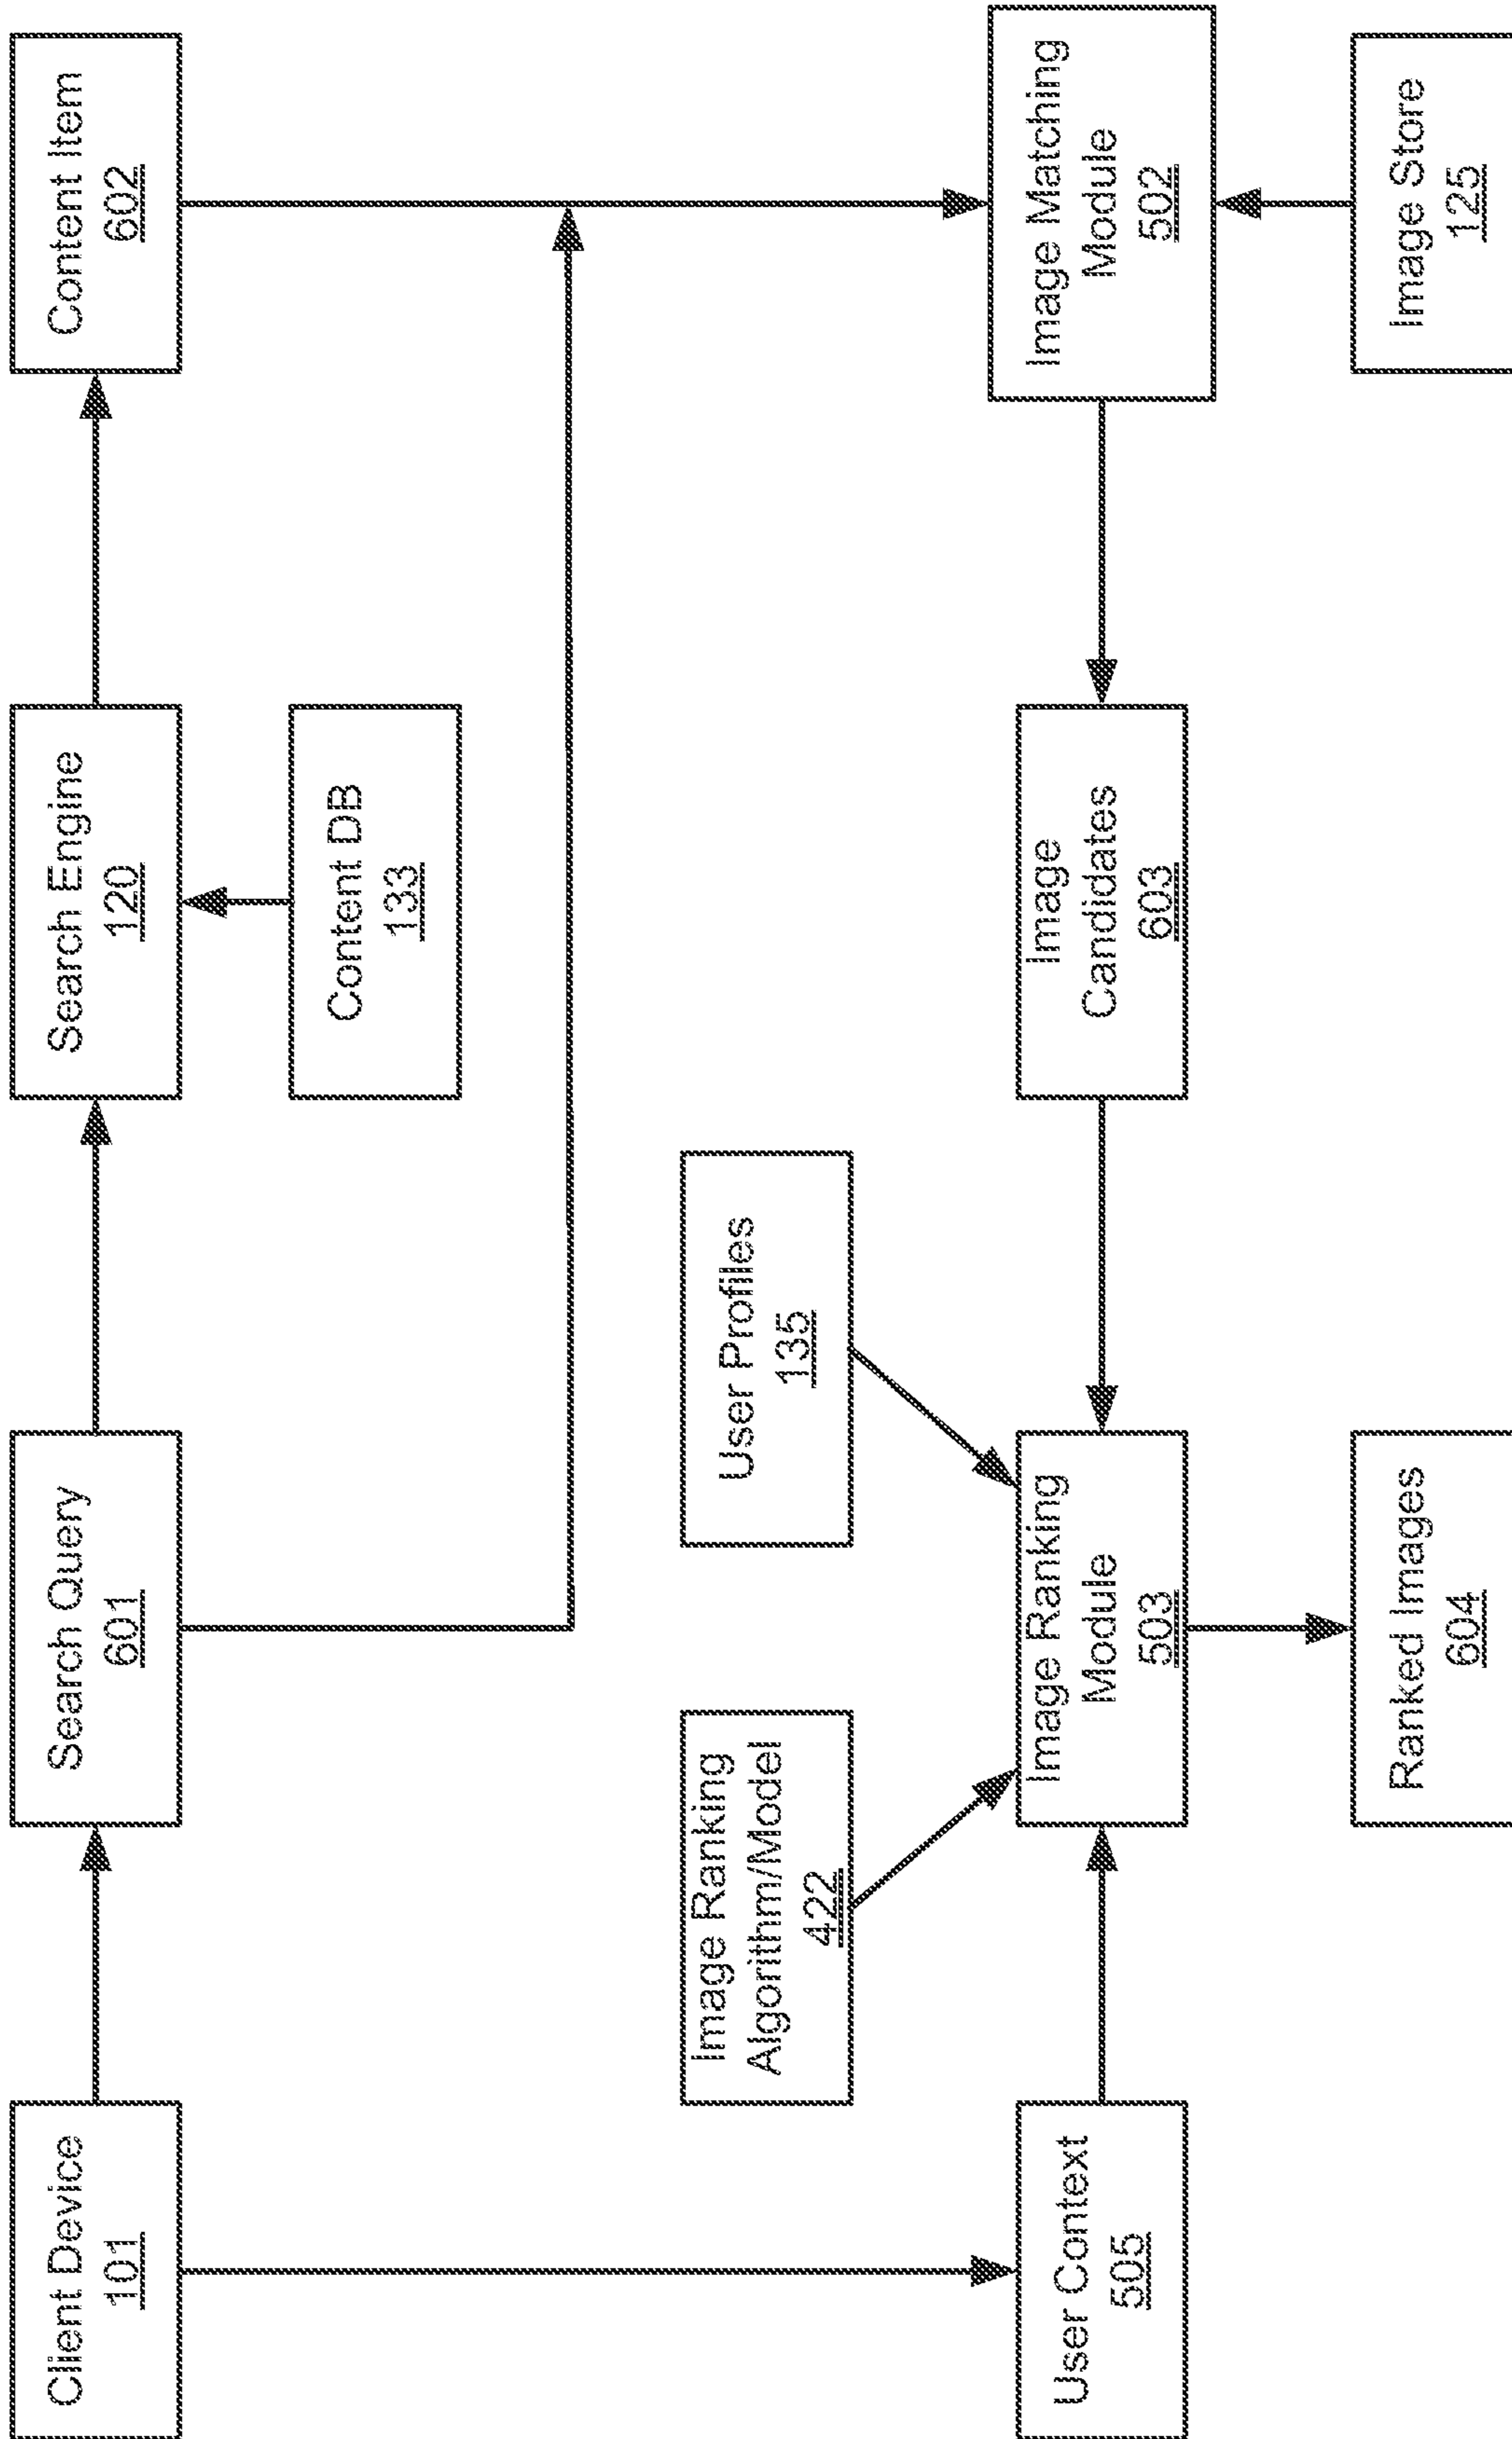 Client Device
101
Search Query
601
Search Engine
120
Content Item
602
Content DB
133
Image Ranking
Algorithm/Model
422
User Profiles
135
User Context
505
Image Ranking
Module
503
Image
Candidates
603
Image Matching
Module
502
Ranked Images
604
Image Store
125